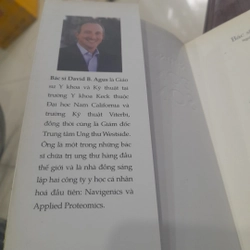 Bác sĩ David B. Agus là Giáo
sư Y khoa và Kỹ thuật tại
trường Y khoa Keck thuộc
Đại học Nam California và
trường Kỹ thuật Viterbi,
đồng thời cũng là Giám đốc
Trung tâm Ung thư Westside.
Ông là một trong những bác
sĩ chữa trị ung thư hàng đầu
thế giới và là nhà đồng sáng
lập hai công ty y học cá nhân
hoá đầu tiên: Navigenics và
Applied Proteomics.
Bác